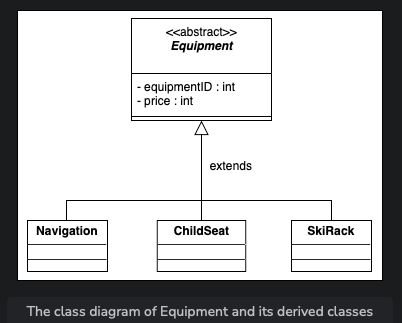 <<abstract>>
Equipment
- equipmentID : int
- price : int
extends
Navigation
ChildSeat
SkiRack
The class diagram of Equipment and its derived classes